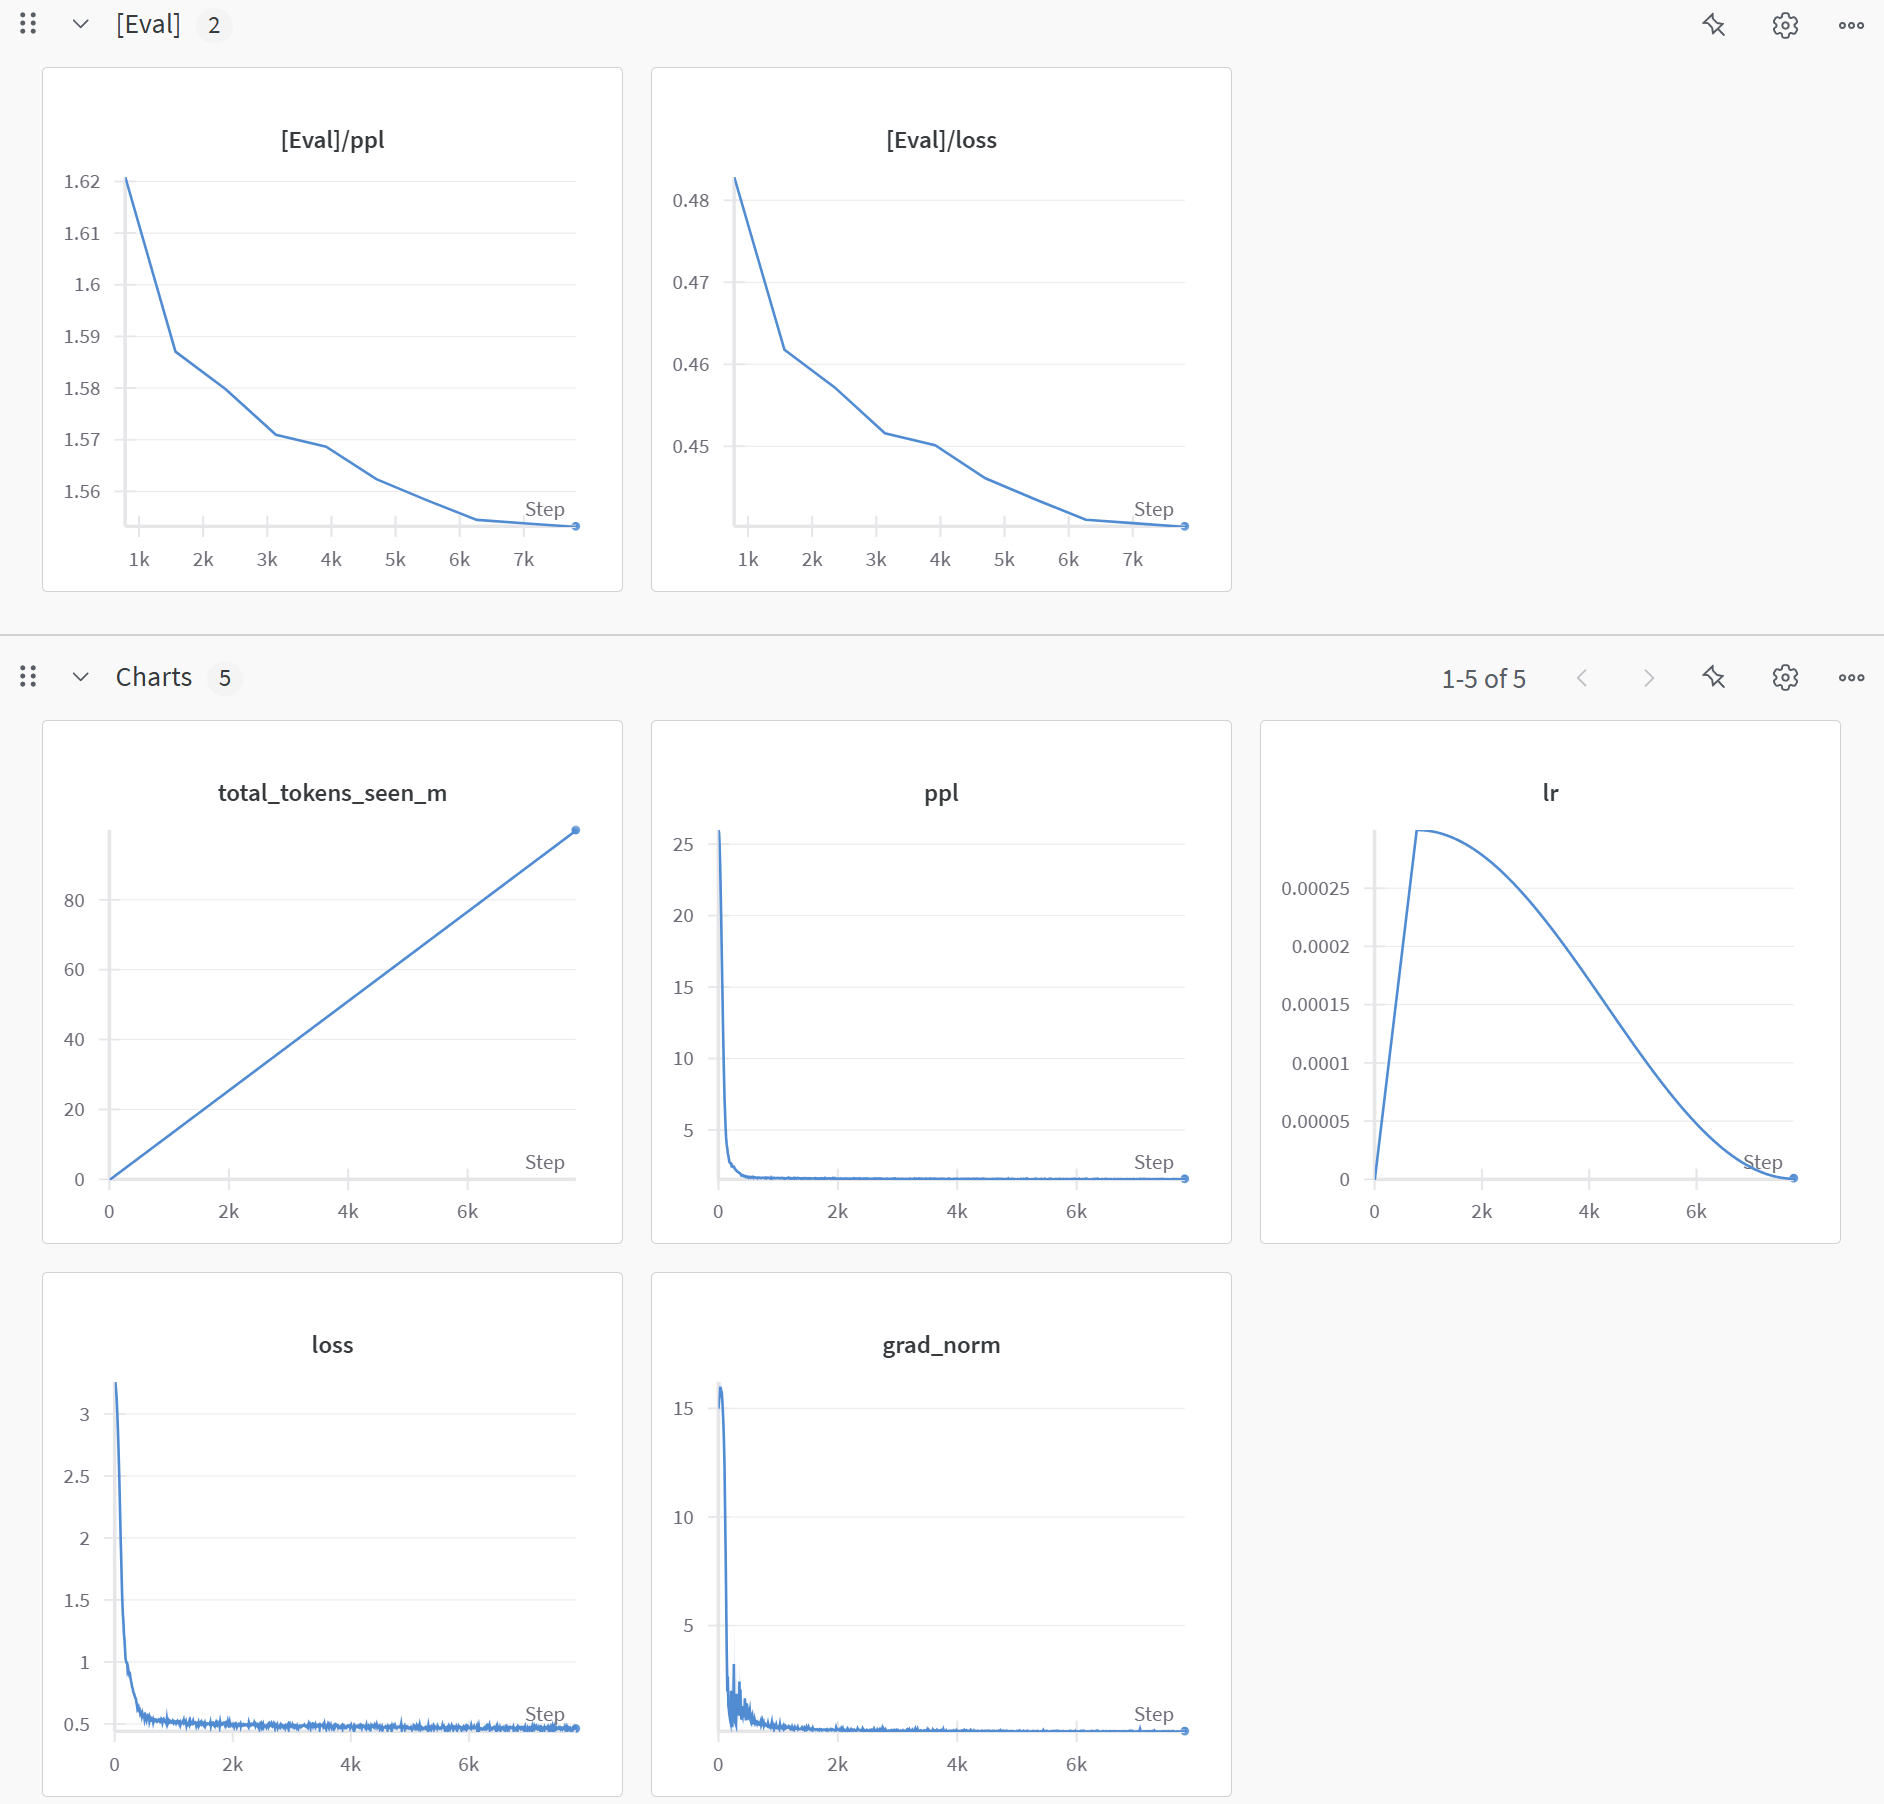 [Eval] 2
[Eval]/ppl
1.62
1.61
1.6
1.59
1.58
1.57
1.56
Step
1k 2k 3k 4k 5k 6k 7k
[Eval]/loss
0.48
0.47
0.46
0.45
Step
1k 2k 3k 4k 5k 6k 7k
Charts 5
1-5 of 5
total_tokens_seen_m
80
60
40
20
0
Step
0 2k 4k 6k
ppl
25
20
15
10
5
Step
0 2k 4k 6k
lr
0.00025
0.0002
0.00015
0.0001
0.00005
0
Step
0 2k 4k 6k
loss
3
2.5
2
1.5
1
0.5
Step
0 2k 4k 6k
grad_norm
15
10
5
Step
0 2k 4k 6k